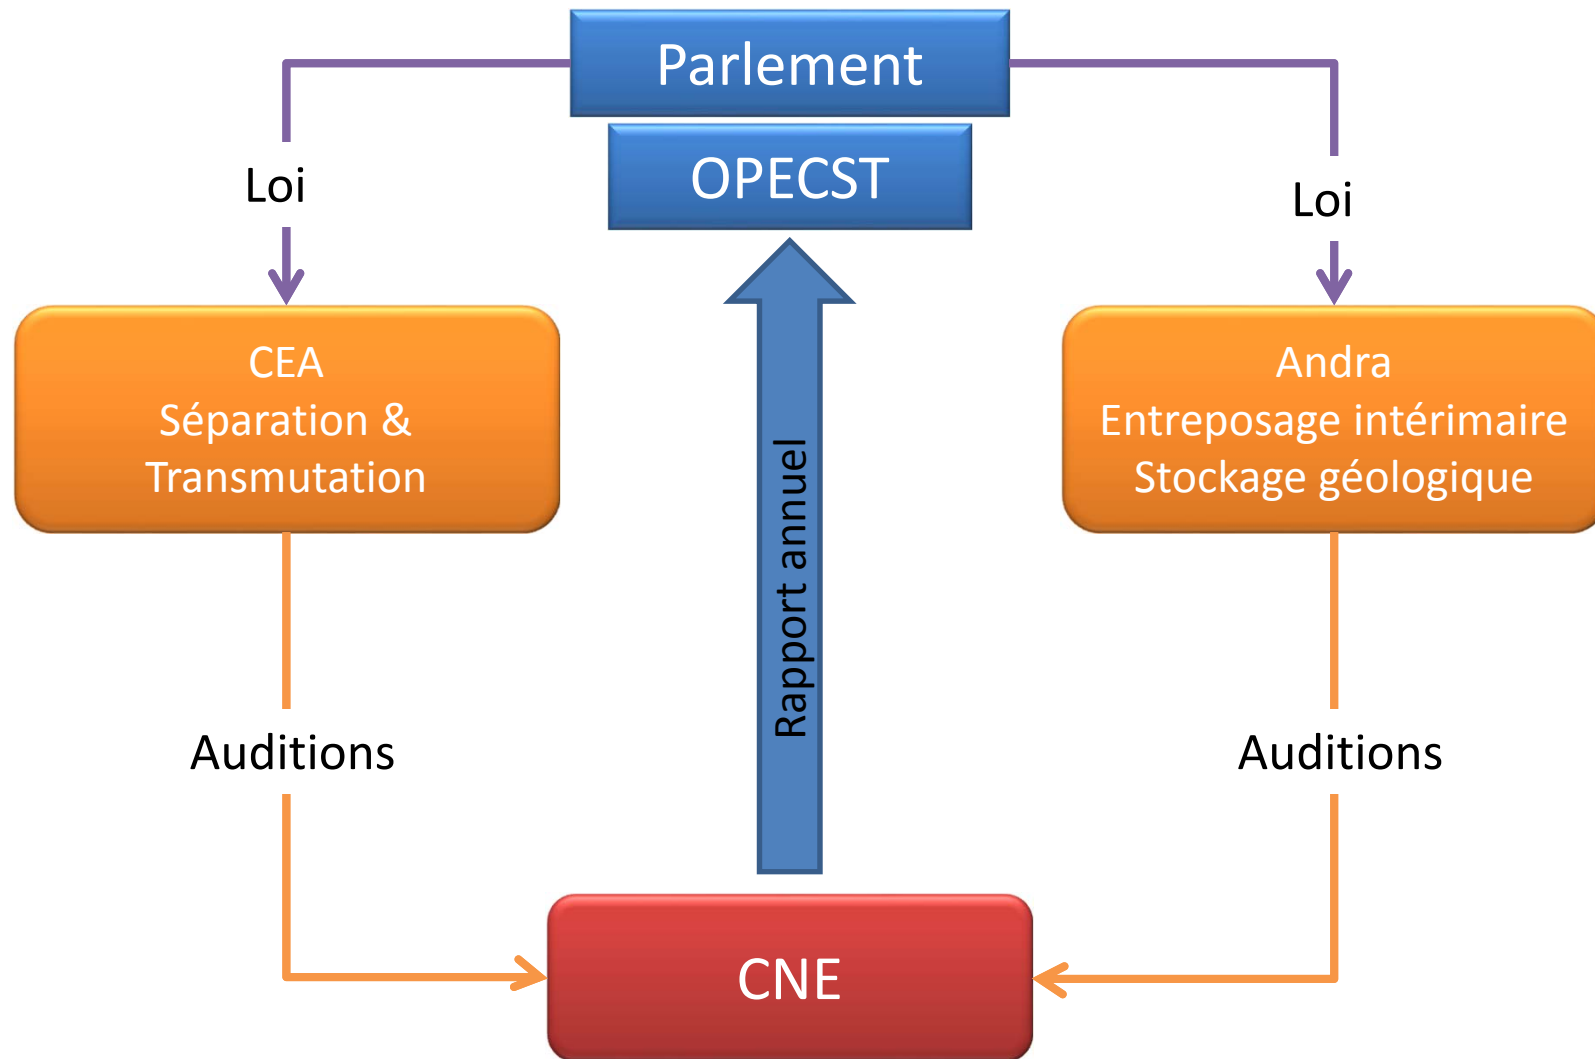 Parlement
OPECST
Loi
Loi
CEA
Séparation &
Transmutation
Andra
Entreposage intérimaire
Stockage géologique
Rapport annuel
Auditions
Auditions
CNE